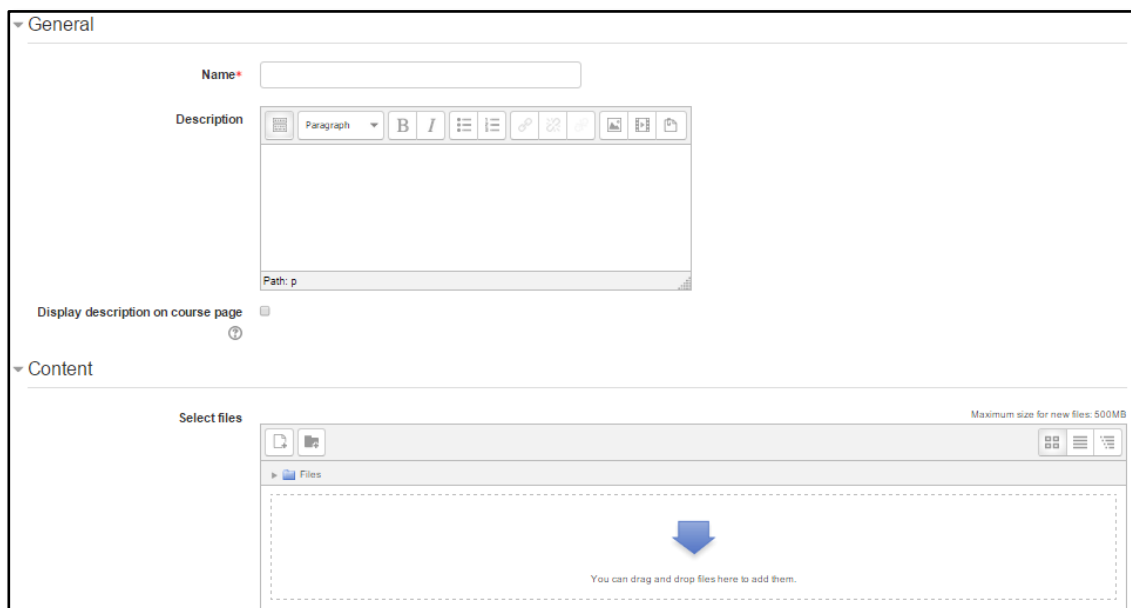 General
Name*
Description
Paragraph
B I
Path: p
Display description on course page
?
Content
Select files
Maximum size for new files: 500MB
Files
You can drag and drop files here to add them.